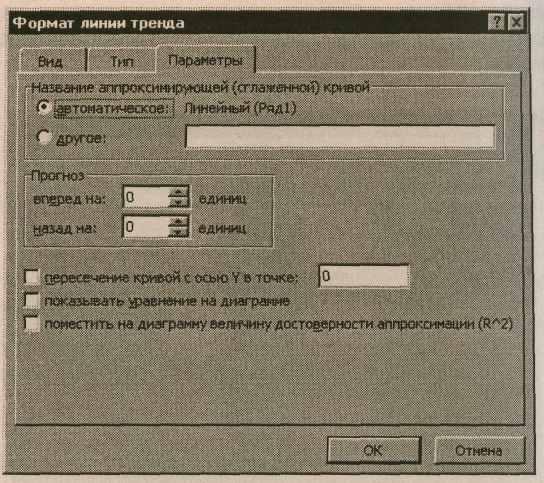 Формат линии тренда
Вид Тип Параметры
Название аппроксимирующей (сглаженной) кривой
автоматическое: Линейный (Ряд1)
другое:
Прогноз
вперед на: 0 единиц
назад на: 0 единиц
пересечение кривой с осью Y в точке: 0
показывать уравнение на диаграмме
поместить на диаграмму величину достоверности аппроксимации (R^2)
OK Отмена